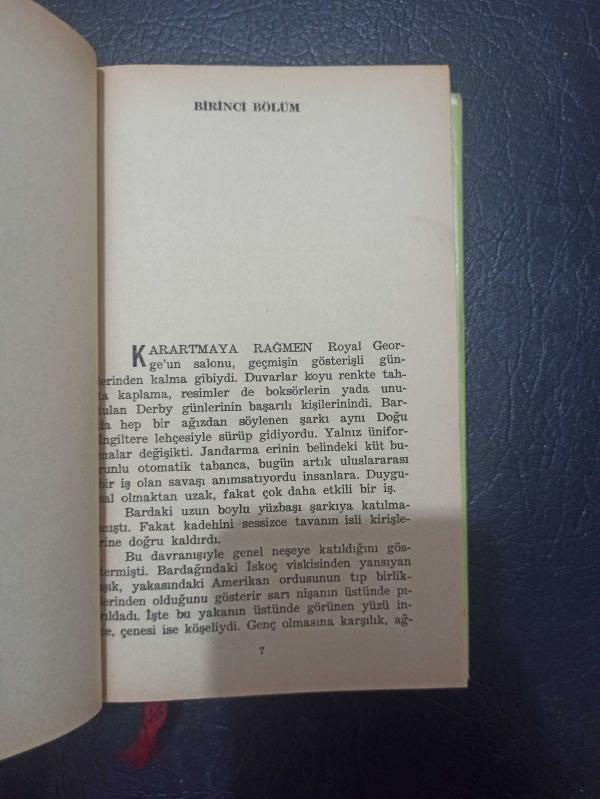 BİRİNCİ BÖLÜM
KARARTMAYA RAĞMEN Royal Geor-
ge'un salonu, geçmişin gösterişli gün-
lerinden kalma gibiydi. Duvarlar koyu renkte tah-
ta kaplama, resimler de boksörlerin yada unu-
tulan Derby günlerinin başarılı kişilerinindi. Bar-
da hep bir ağızdan söylenen şarkı aynı Doğu
İngiltere lehçesiyle sürüp gidiyordu. Yalnız ünifor-
malar değişikti. Jandarma erinin belindeki küt bu-
runlu otomatik tabanca, bugün artık uluslararası
bir iş olan savaşı anımsatıyordu insanlara. Duygu-
sal olmaktan uzak, fakat çok daha etkili bir iş.
Bardaki uzun boylu yüzbaşı şarkıya katılma-
mıştı. Fakat kadehini sessizce tavanın isli kirişle-
rine doğru kaldırdı.
Bu davranışiyle genel neşeye katıldığını gös-
termişti. Bardağındaki İskoç viskisinden yansıyan
ışık, yakasındaki Amerikan ordusunun tıp birlik-
lerinden olduğunu gösterir sarı nişanın üstünde pı-
rıldadı. İşte bu yakanın üstünde görünen yüzü in-
ce, çenesi ise köşeliydi. Genç olmasına karşılık, ağ-
7